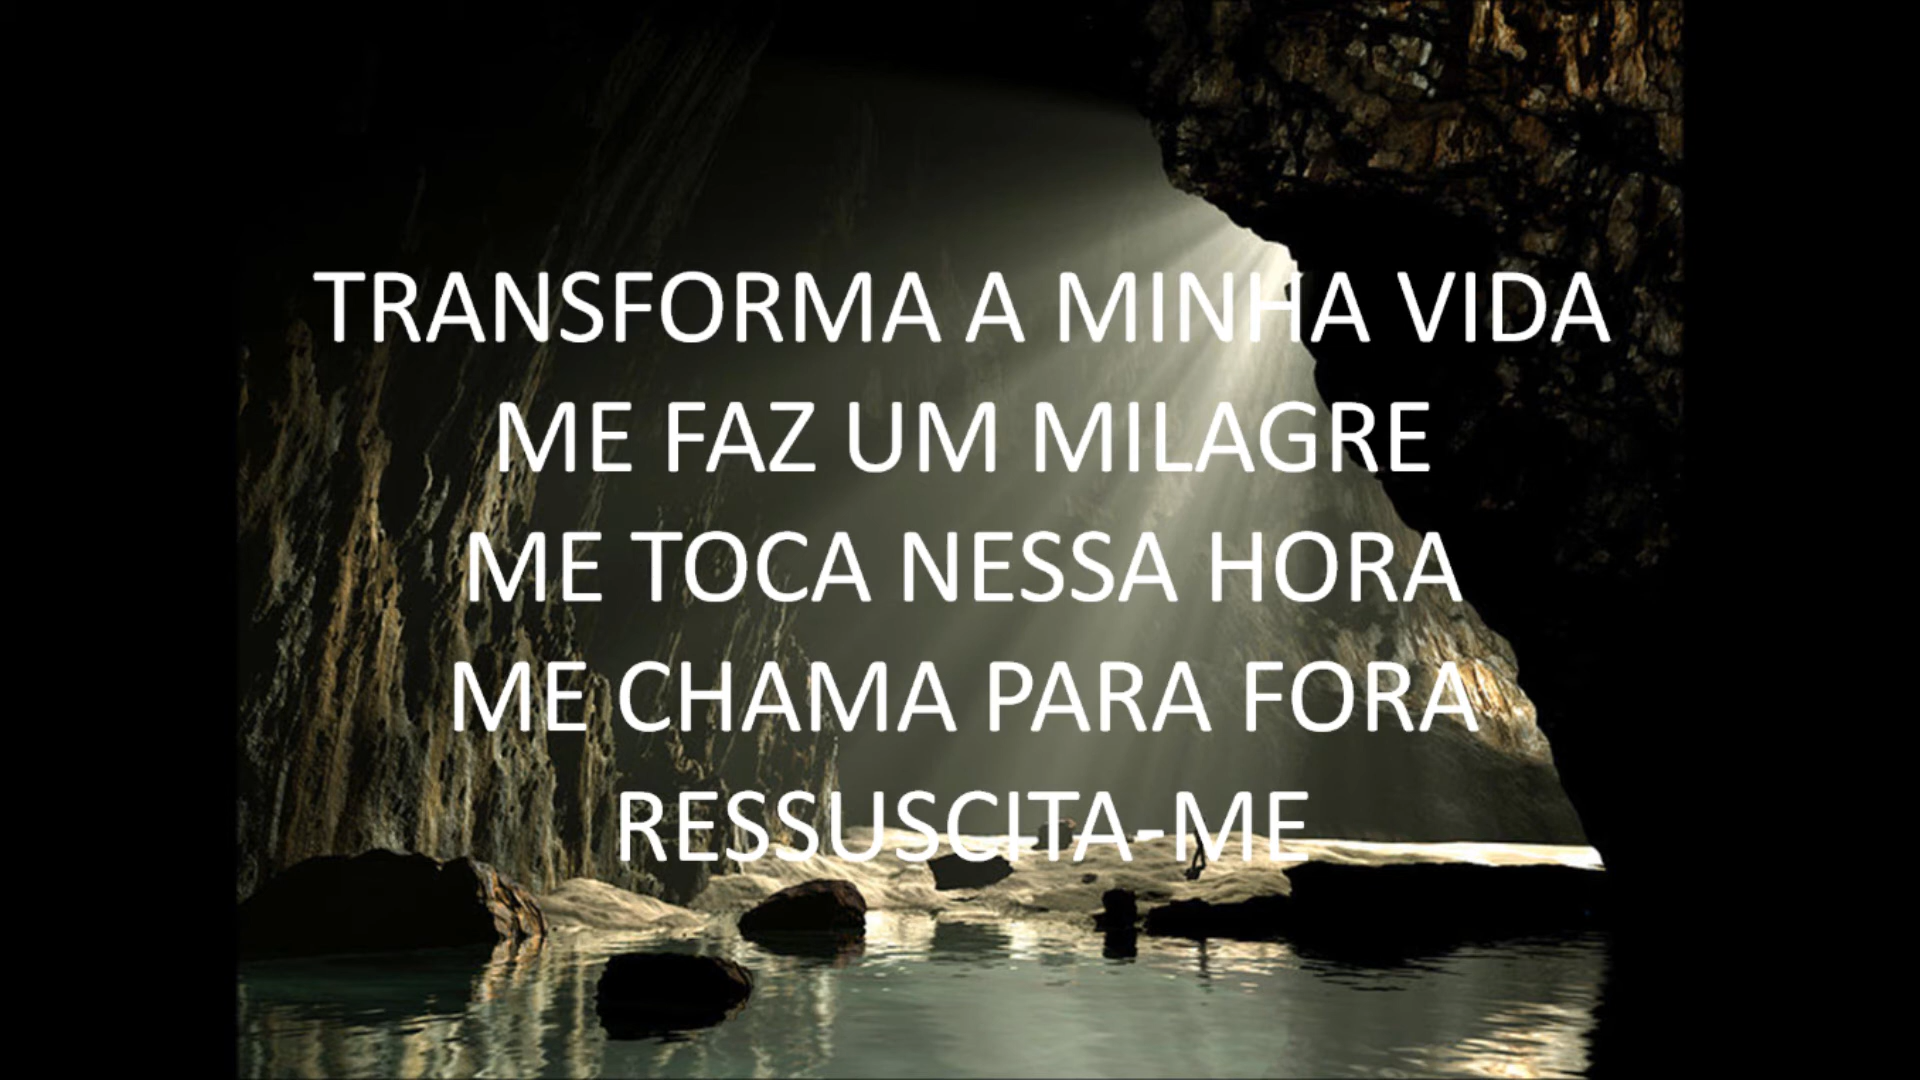 TRANSFORMA A MINHA VIDA
ME FAZ UM MILAGRE
ME TOCA NESSA HORA
ME CHAMA PARA FORA
RESSUSCITA-ME